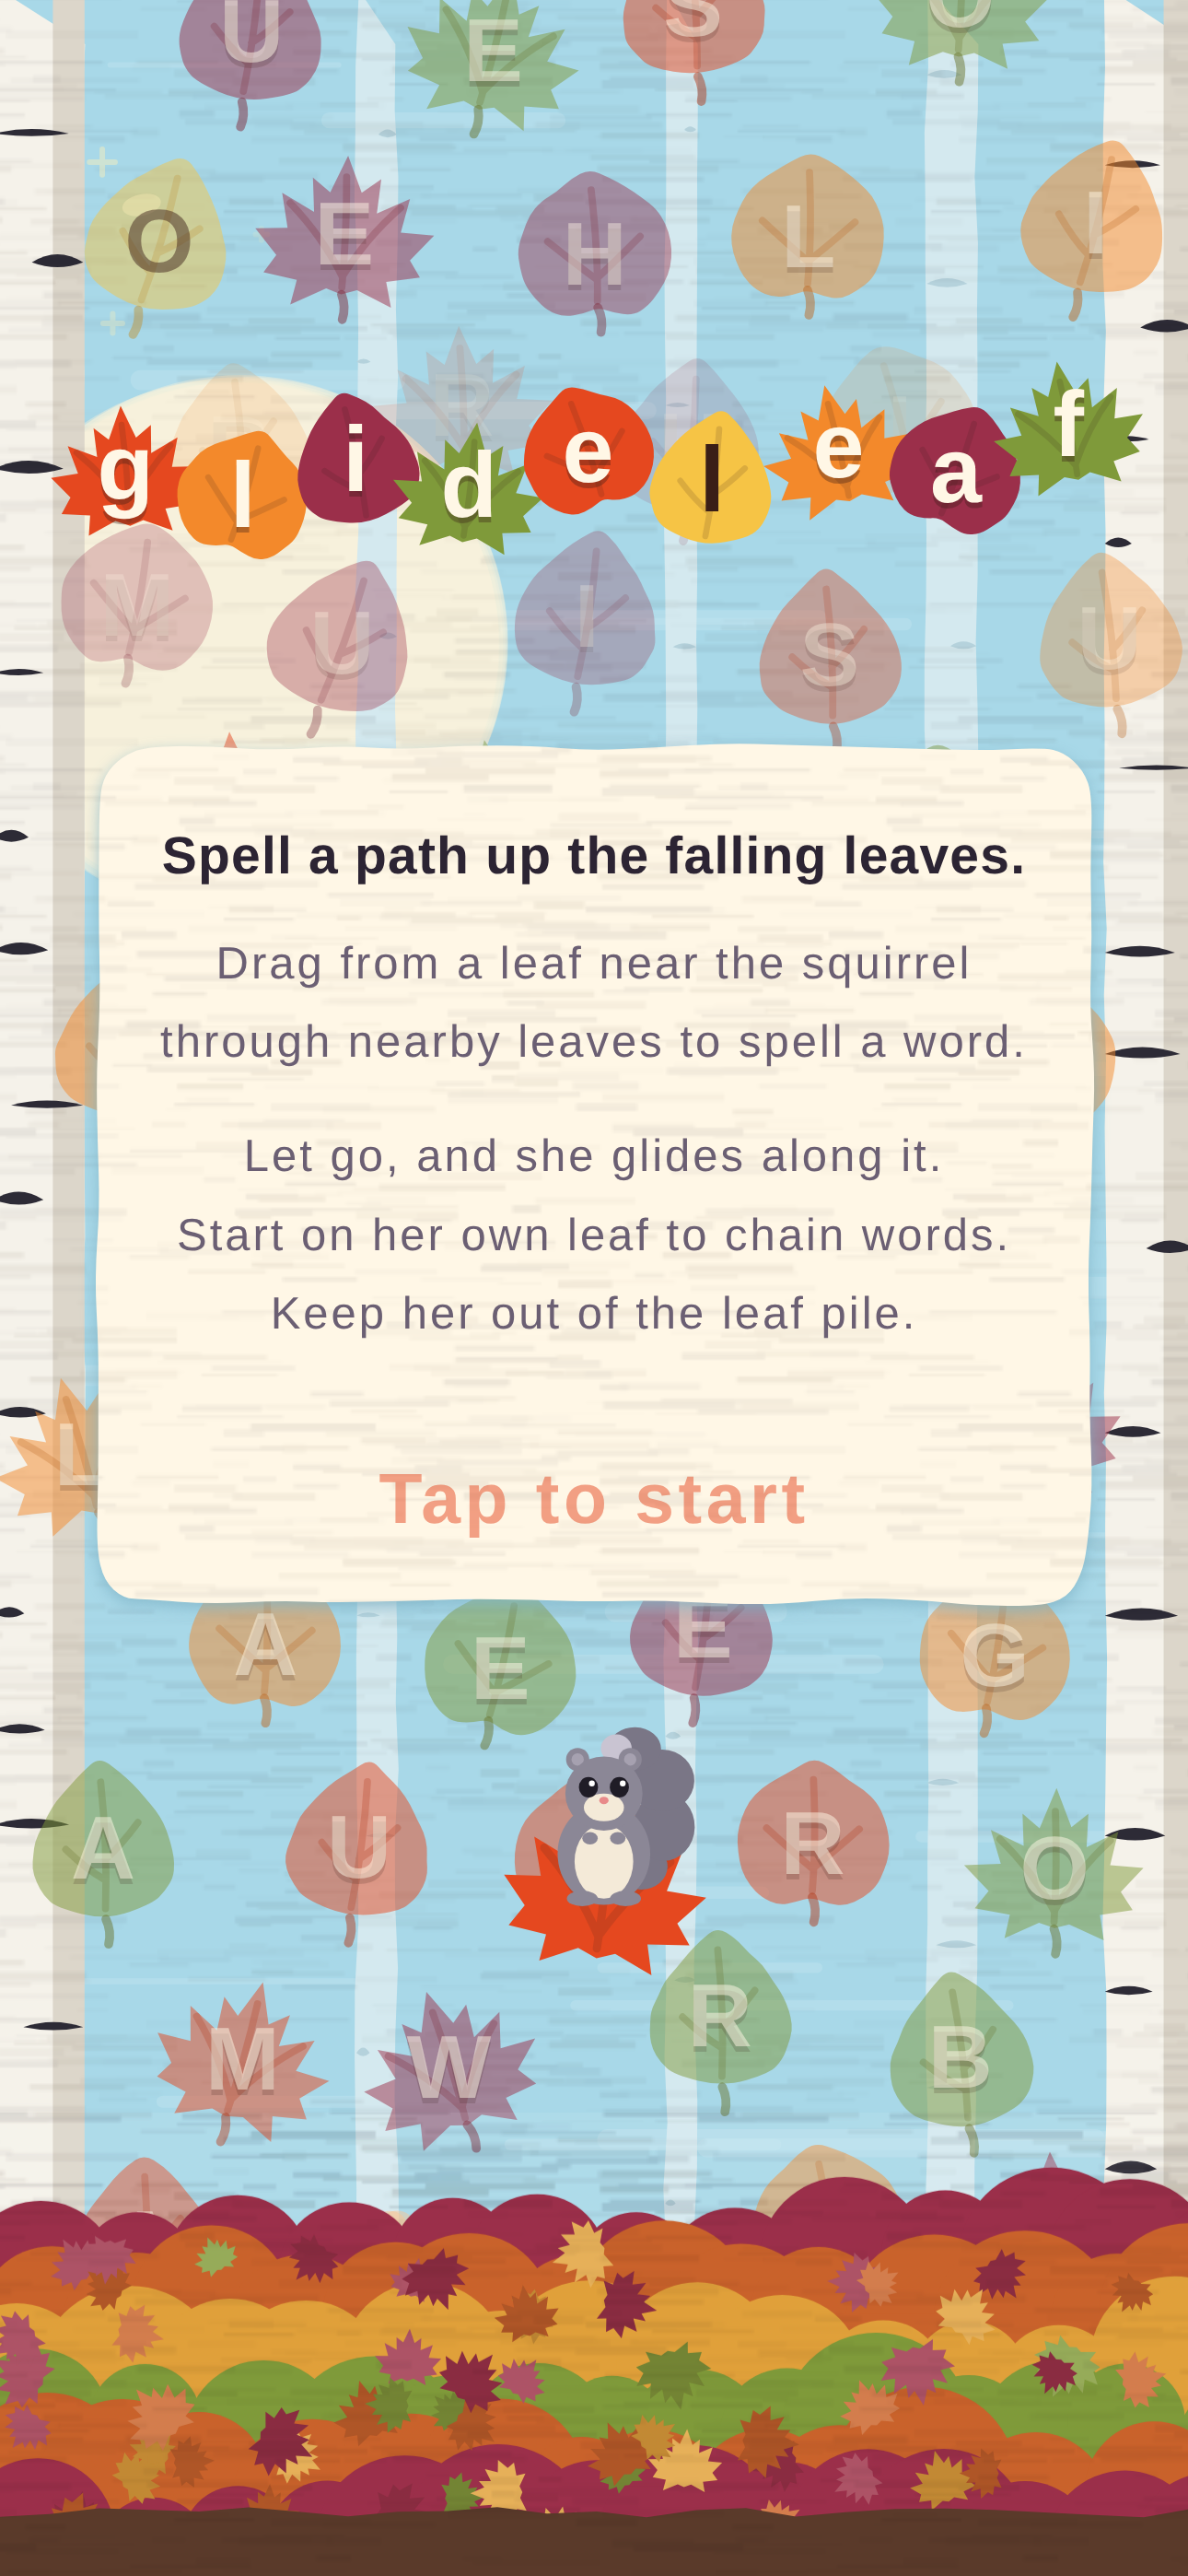 U E S
O E H L I
R
glideleaf
V U I S U
Spell a path up the falling leaves.
Drag from a leaf near the squirrel
through nearby leaves to spell a word.
Let go, and she glides along it.
Start on her own leaf to chain words.
Keep her out of the leaf pile.
L
Tap to start
A E E G
A U R O
M W R B